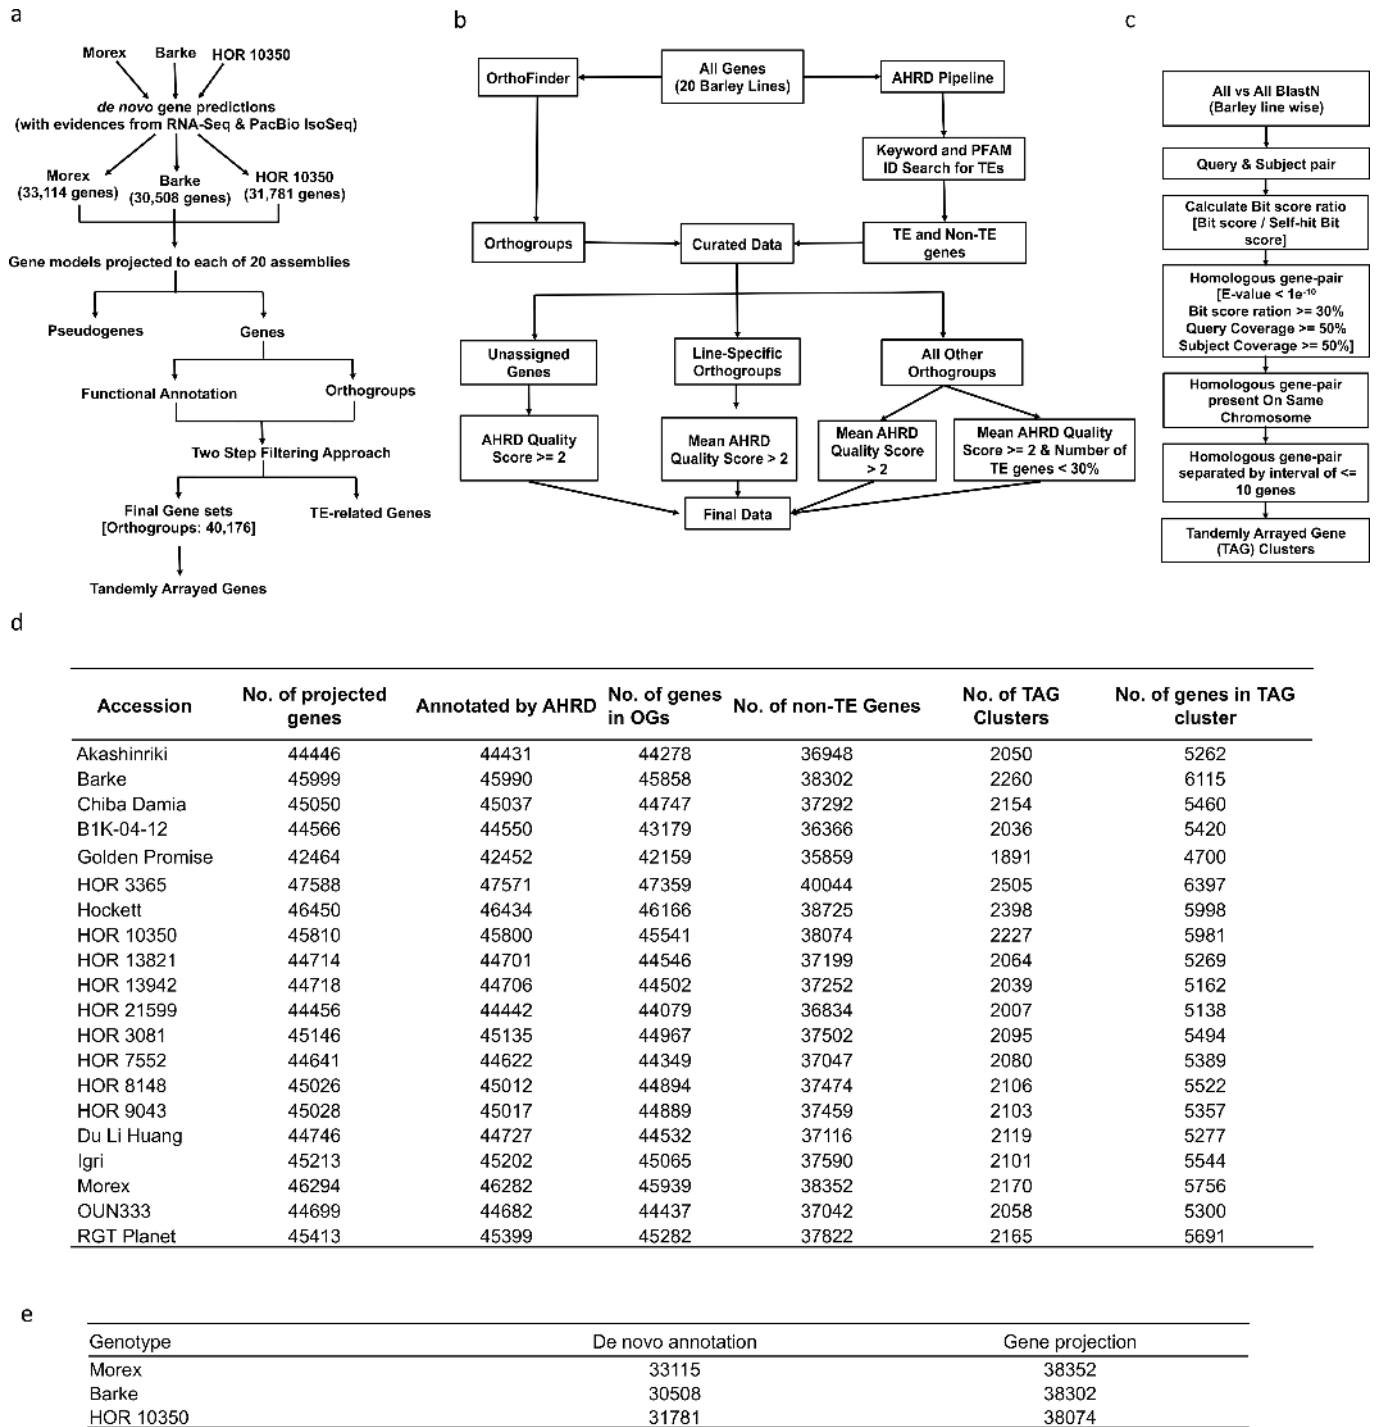 a
Morex
Barke
HOR 10350
de novo gene predictions
(with evidences from RNA-Seq & PacBio IsoSeq)
Morex
(33,114 genes)
Barke
(30,508 genes)
HOR 10350
(31,781 genes)
Gene models projected to each of 20 assemblies
Pseudogenes
Genes
Functional Annotation
Orthogroups
Two Step Filtering Approach
Final Gene sets
[Orthogroups: 40,176]
TE-related Genes
Tandemly Arrayed Genes
b
OrthoFinder
All Genes
(20 Barley Lines)
AHRD Pipeline
Keyword and PFAM
ID Search for TEs
Orthogroups
Curated Data
TE and Non-TE
genes
Unassigned
Genes
Line-Specific
Orthogroups
All Other
Orthogroups
AHRD Quality
Score >= 2
Mean AHRD
Quality Score > 2
Mean AHRD
Quality Score
> 2
Mean AHRD Quality
Score >= 2 & Number of
TE genes < 30%
Final Data
c
All vs All BlastN
(Barley line wise)
Query & Subject pair
Calculate Bit score ratio
[Bit score / Self-hit Bit
score]
Homologous gene-pair
[E-value < 1e⁻¹⁰
Bit score ration >= 30%
Query Coverage >= 50%
Subject Coverage >= 50%]
Homologous gene-pair
present On Same
Chromosome
Homologous gene-pair
separated by interval of <=
10 genes
Tandemly Arrayed Gene
(TAG) Clusters
d
Accession No. of projected genes Annotated by AHRD No. of genes in OGs No. of non-TE Genes No. of TAG Clusters No. of genes in TAG cluster
Akashinriki 44446 44431 44278 36948 2050 5262
Barke 45999 45990 45858 38302 2260 6115
Chiba Damia 45050 45037 44747 37292 2154 5460
B1K-04-12 44566 44550 43179 36366 2036 5420
Golden Promise 42464 42452 42159 35859 1891 4700
HOR 3365 47588 47571 47359 40044 2505 6397
Hockett 46450 46434 46166 38725 2398 5998
HOR 10350 45810 45800 45541 38074 2227 5981
HOR 13821 44714 44701 44546 37199 2064 5269
HOR 13942 44718 44706 44502 37252 2039 5162
HOR 21599 44456 44442 44079 36834 2007 5138
HOR 3081 45146 45135 44967 37502 2095 5494
HOR 7552 44641 44622 44349 37047 2080 5389
HOR 8148 45026 45012 44894 37474 2106 5522
HOR 9043 45028 45017 44889 37459 2103 5357
Du Li Huang 44746 44727 44532 37116 2119 5277
Igri 45213 45202 45065 37590 2101 5544
Morex 46294 46282 45939 38352 2170 5756
OUN333 44699 44682 44437 37042 2058 5300
RGT Planet 45413 45399 45282 37822 2165 5691
e
Genotype De novo annotation Gene projection
Morex 33115 38352
Barke 30508 38302
HOR 10350 31781 38074